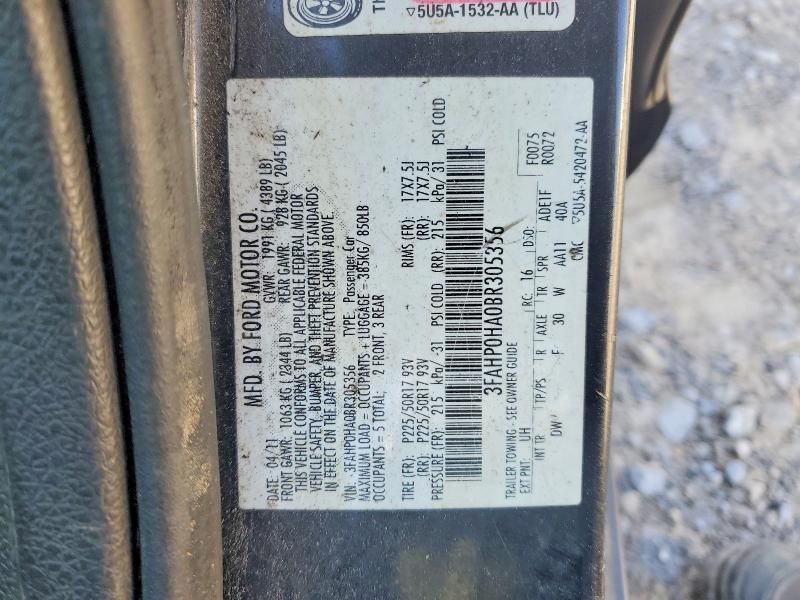 TH
▽5U5A-1532-AA (TLU)
MFD. BY FORD MOTOR CO.
DATE: 04/11 GVWR: 1991 KG ( 4389 LB)
FRONT GAWR: 1063 KG ( 2344 LB) REAR GAWR: 928 KG ( 2045 LB)
THIS VEHICLE CONFORMS TO ALL APPLICABLE FEDERAL MOTOR
VEHICLE SAFETY, BUMPER, AND THEFT PREVENTION STANDARDS
IN EFFECT ON THE DATE OF MANUFACTURE SHOWN ABOVE
VIN: 3FAHP0HA0BR305356 TYPE: Passenger Car
MAXIMUM LOAD = OCCUPANTS + LUGGAGE = 385KG/ 850LB
OCCUPANTS = 5 TOTAL: 2 FRONT 3 REAR
TIRE (FR): P225/50R17 93V RIMS (FR): 17X7.5J
(RR): P225/50R17 93V (RR): 17X7.5J
PRESSURE (FR): 215 kPa/ 31 PSI COLD (RR): 215 kPa/ 31 PSI COLD
3FAHP0HA0BR305356
TRAILER TOWING - SEE OWNER GUIDE
EXT PNT: UH RC: 16 DSO: F0075
R0072
INT TR TP/PS R AXLE TR SPR ADE1F
DW F 30 W AA11 40A
CMC ▽5U5A-5420472-AA